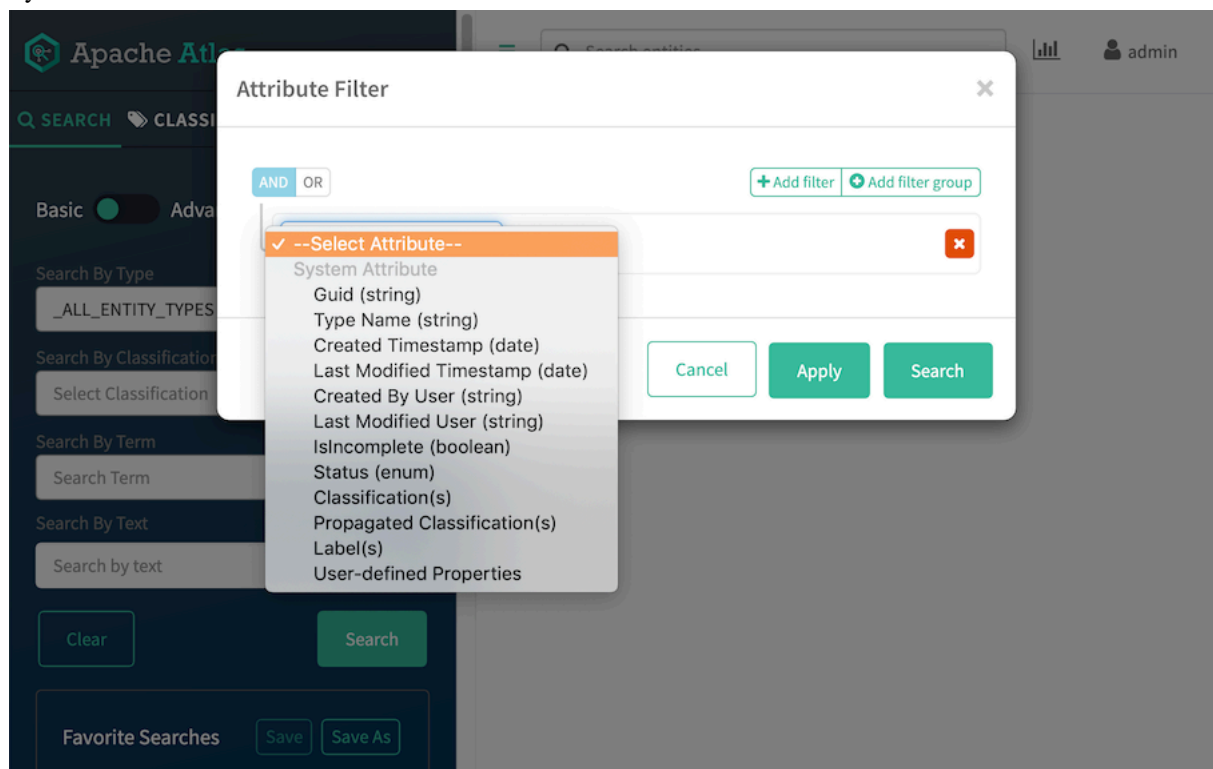 Apache Atl
Search entities
admin
SEARCH CLASSI
Basic Adva
Search By Type
_ALL_ENTITY_TYPES
Search By Classification
Select Classification
Search By Term
Search Term
Search By Text
Search by text
Clear Search
Favorite Searches Save Save As
Attribute Filter
AND OR
Add filter Add filter group
--Select Attribute--
System Attribute
Guid (string)
Type Name (string)
Created Timestamp (date)
Last Modified Timestamp (date)
Created By User (string)
Last Modified User (string)
IsIncomplete (boolean)
Status (enum)
Classification(s)
Propagated Classification(s)
Label(s)
User-defined Properties
Cancel Apply Search